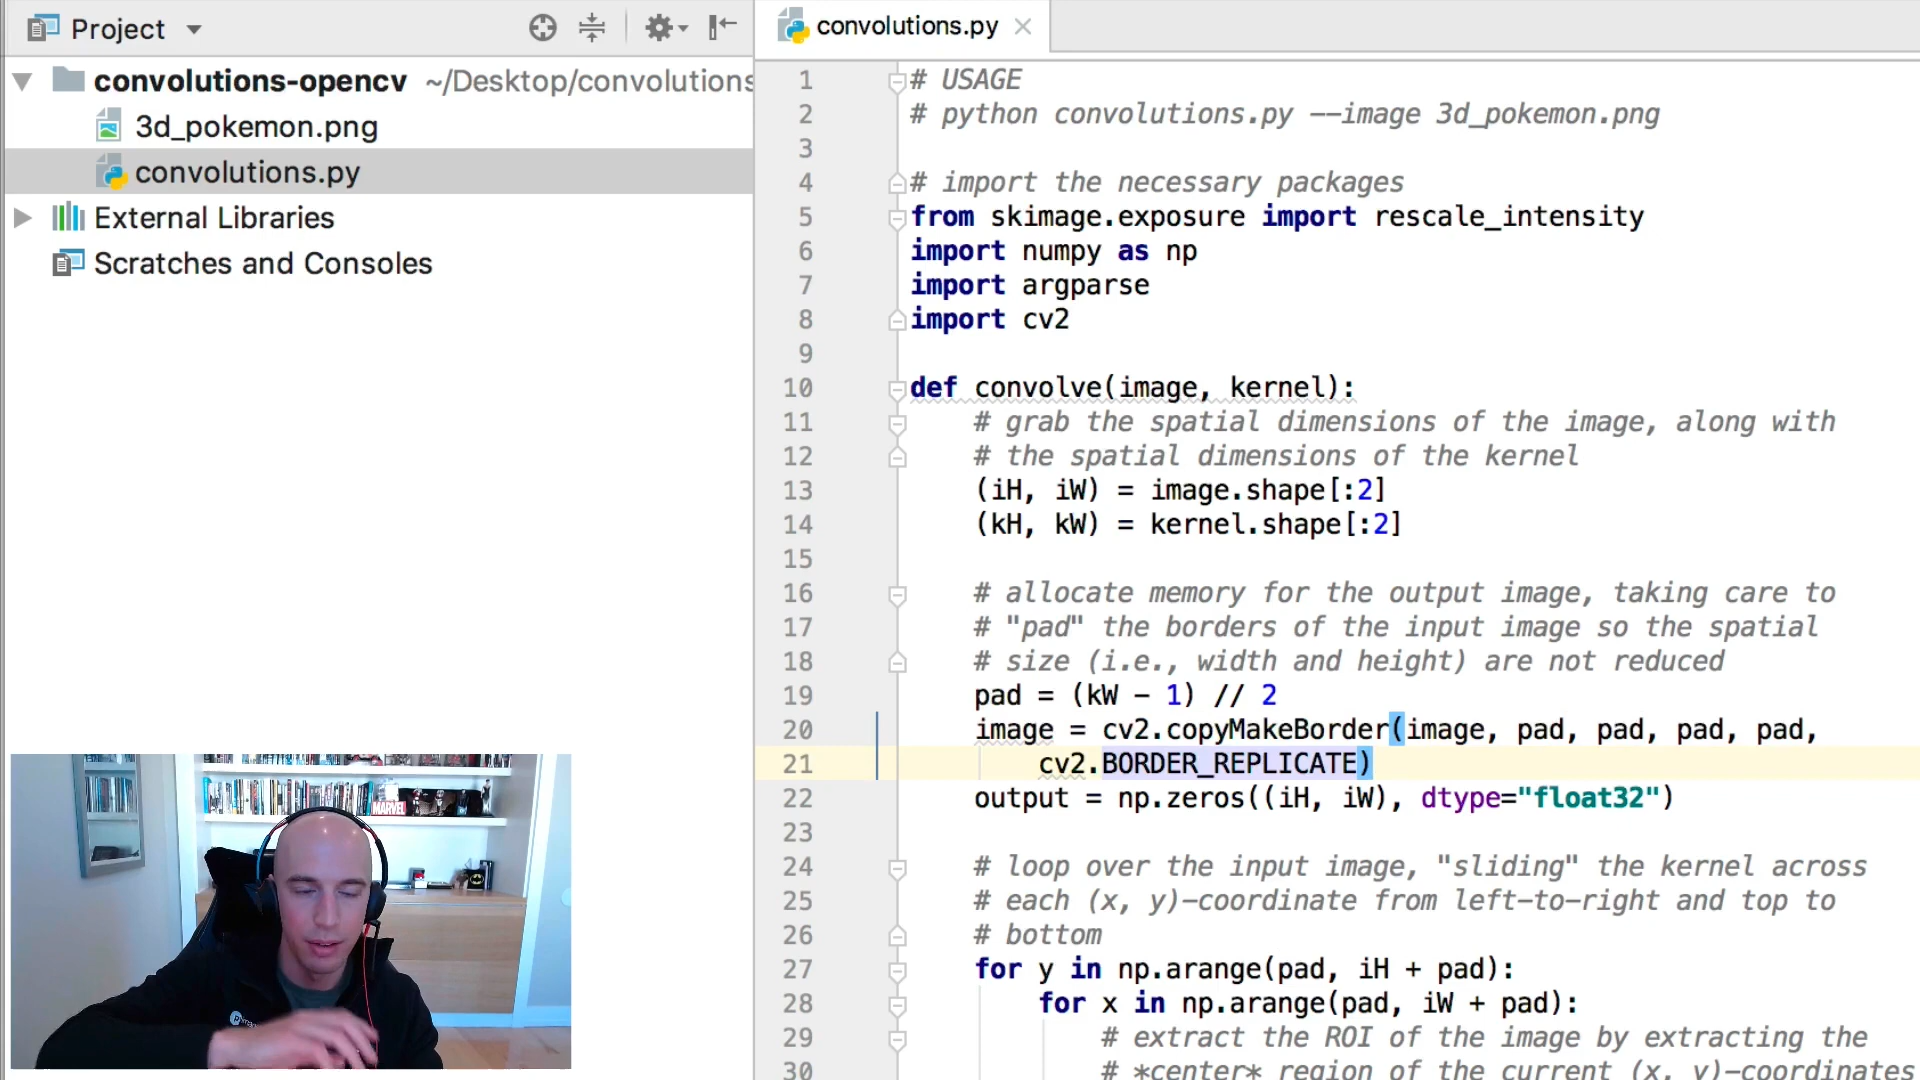 Project
convolutions-opencv ~/Desktop/convolutions
3d_pokemon.png
convolutions.py
External Libraries
Scratches and Consoles
MARVEL
convolutions.py
1 # USAGE
2 # python convolutions.py --image 3d_pokemon.png
3
4 # import the necessary packages
5 from skimage.exposure import rescale_intensity
6 import numpy as np
7 import argparse
8 import cv2
9
10 def convolve(image, kernel):
11 # grab the spatial dimensions of the image, along with
12 # the spatial dimensions of the kernel
13 (iH, iW) = image.shape[:2]
14 (kH, kW) = kernel.shape[:2]
15
16 # allocate memory for the output image, taking care to
17 # "pad" the borders of the input image so the spatial
18 # size (i.e., width and height) are not reduced
19 pad = (kW - 1) // 2
20 image = cv2.copyMakeBorder(image, pad, pad, pad, pad,
21 cv2.BORDER_REPLICATE)
22 output = np.zeros((iH, iW), dtype="float32")
23
24 # loop over the input image, "sliding" the kernel across
25 # each (x, y)-coordinate from left-to-right and top to
26 # bottom
27 for y in np.arange(pad, iH + pad):
28 for x in np.arange(pad, iW + pad):
29 # extract the ROI of the image by extracting the
30 # *center* region of the current (x, y)-coordinates